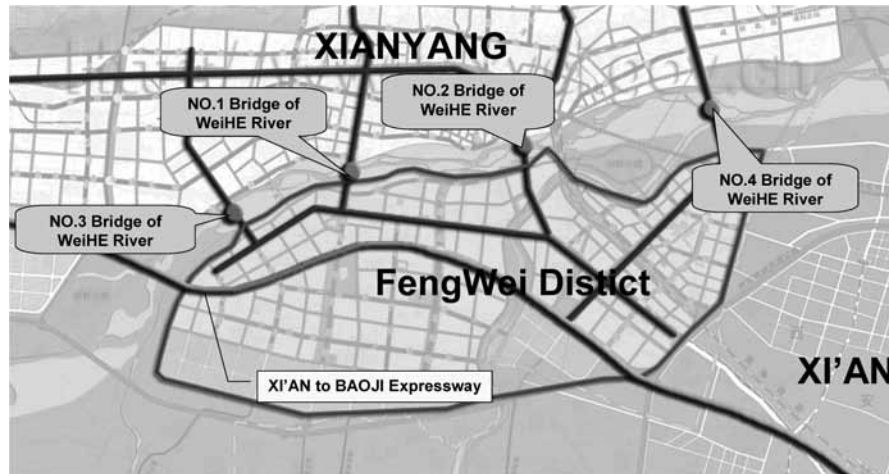 XIANYANG
NO.2 Bridge of
WeiHE River
NO.1 Bridge of
WeiHE River
NO.4 Bridge of
WeiHE River
NO.3 Bridge of
WeiHE River
FengWei Distict
XI'AN
XI'AN to BAOJI Expressway